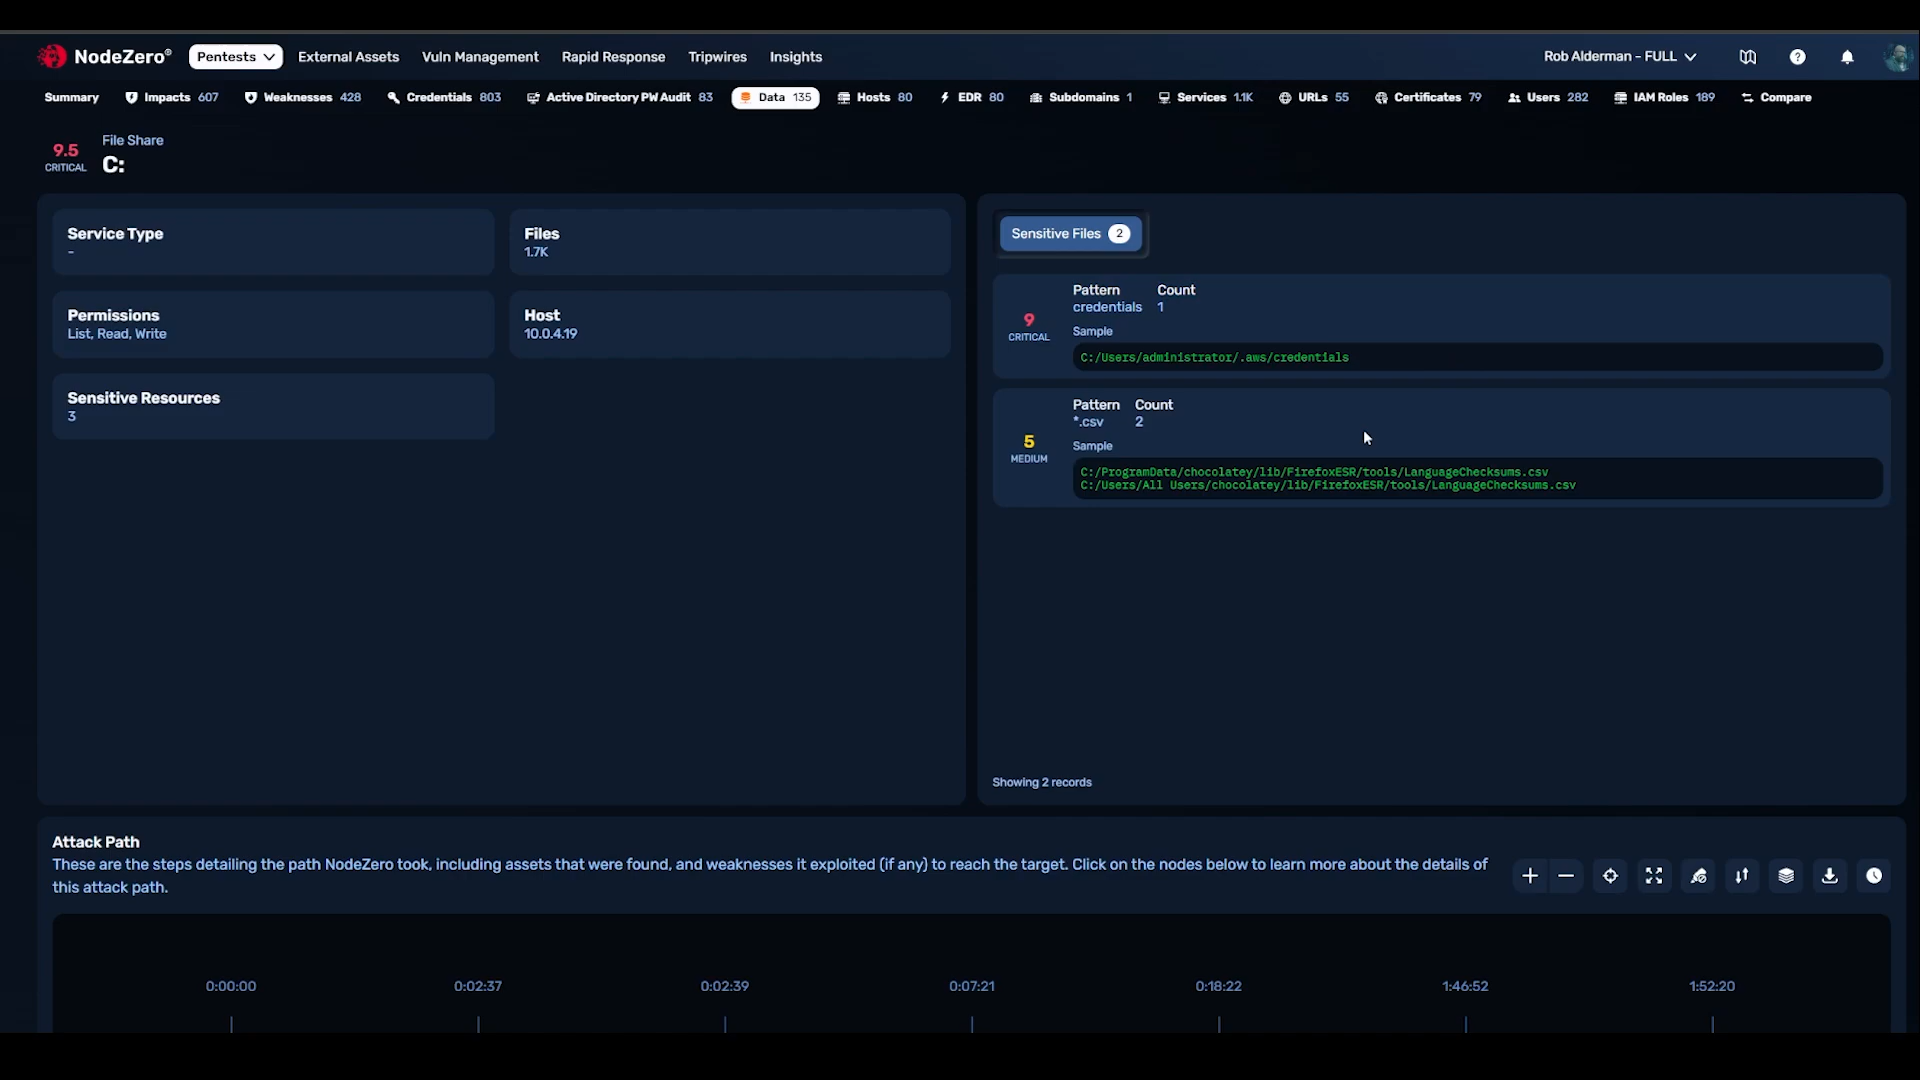 NodeZero®
Pentests
External Assets
Vuln Management
Rapid Response
Tripwires
Insights
Rob Alderman - FULL
Summary
Impacts 607
Weaknesses 428
Credentials 803
Active Directory PW Audit 83
Data 135
Hosts 80
EDR 80
Subdomains 1
Services 1.1K
URLs 55
Certificates 79
Users 282
IAM Roles 189
Compare
9.5
CRITICAL
File Share
C:
Service Type
-
Files
1.7K
Permissions
List, Read, Write
Host
10.0.4.19
Sensitive Resources
3
Sensitive Files 2
9
CRITICAL
Pattern Count
credentials 1
Sample
C:/Users/administrator/.aws/credentials
5
MEDIUM
Pattern Count
*.csv 2
Sample
C:/ProgramData/chocolatey/lib/FirefoxESR/tools/LanguageChecksums.csv
C:/Users/All Users/chocolatey/lib/FirefoxESR/tools/LanguageChecksums.csv
Showing 2 records
Attack Path
These are the steps detailing the path NodeZero took, including assets that were found, and weaknesses it exploited (if any) to reach the target. Click on the nodes below to learn more about the details of
this attack path.
0:00:00
0:02:37
0:02:39
0:07:21
0:18:22
1:46:52
1:52:20